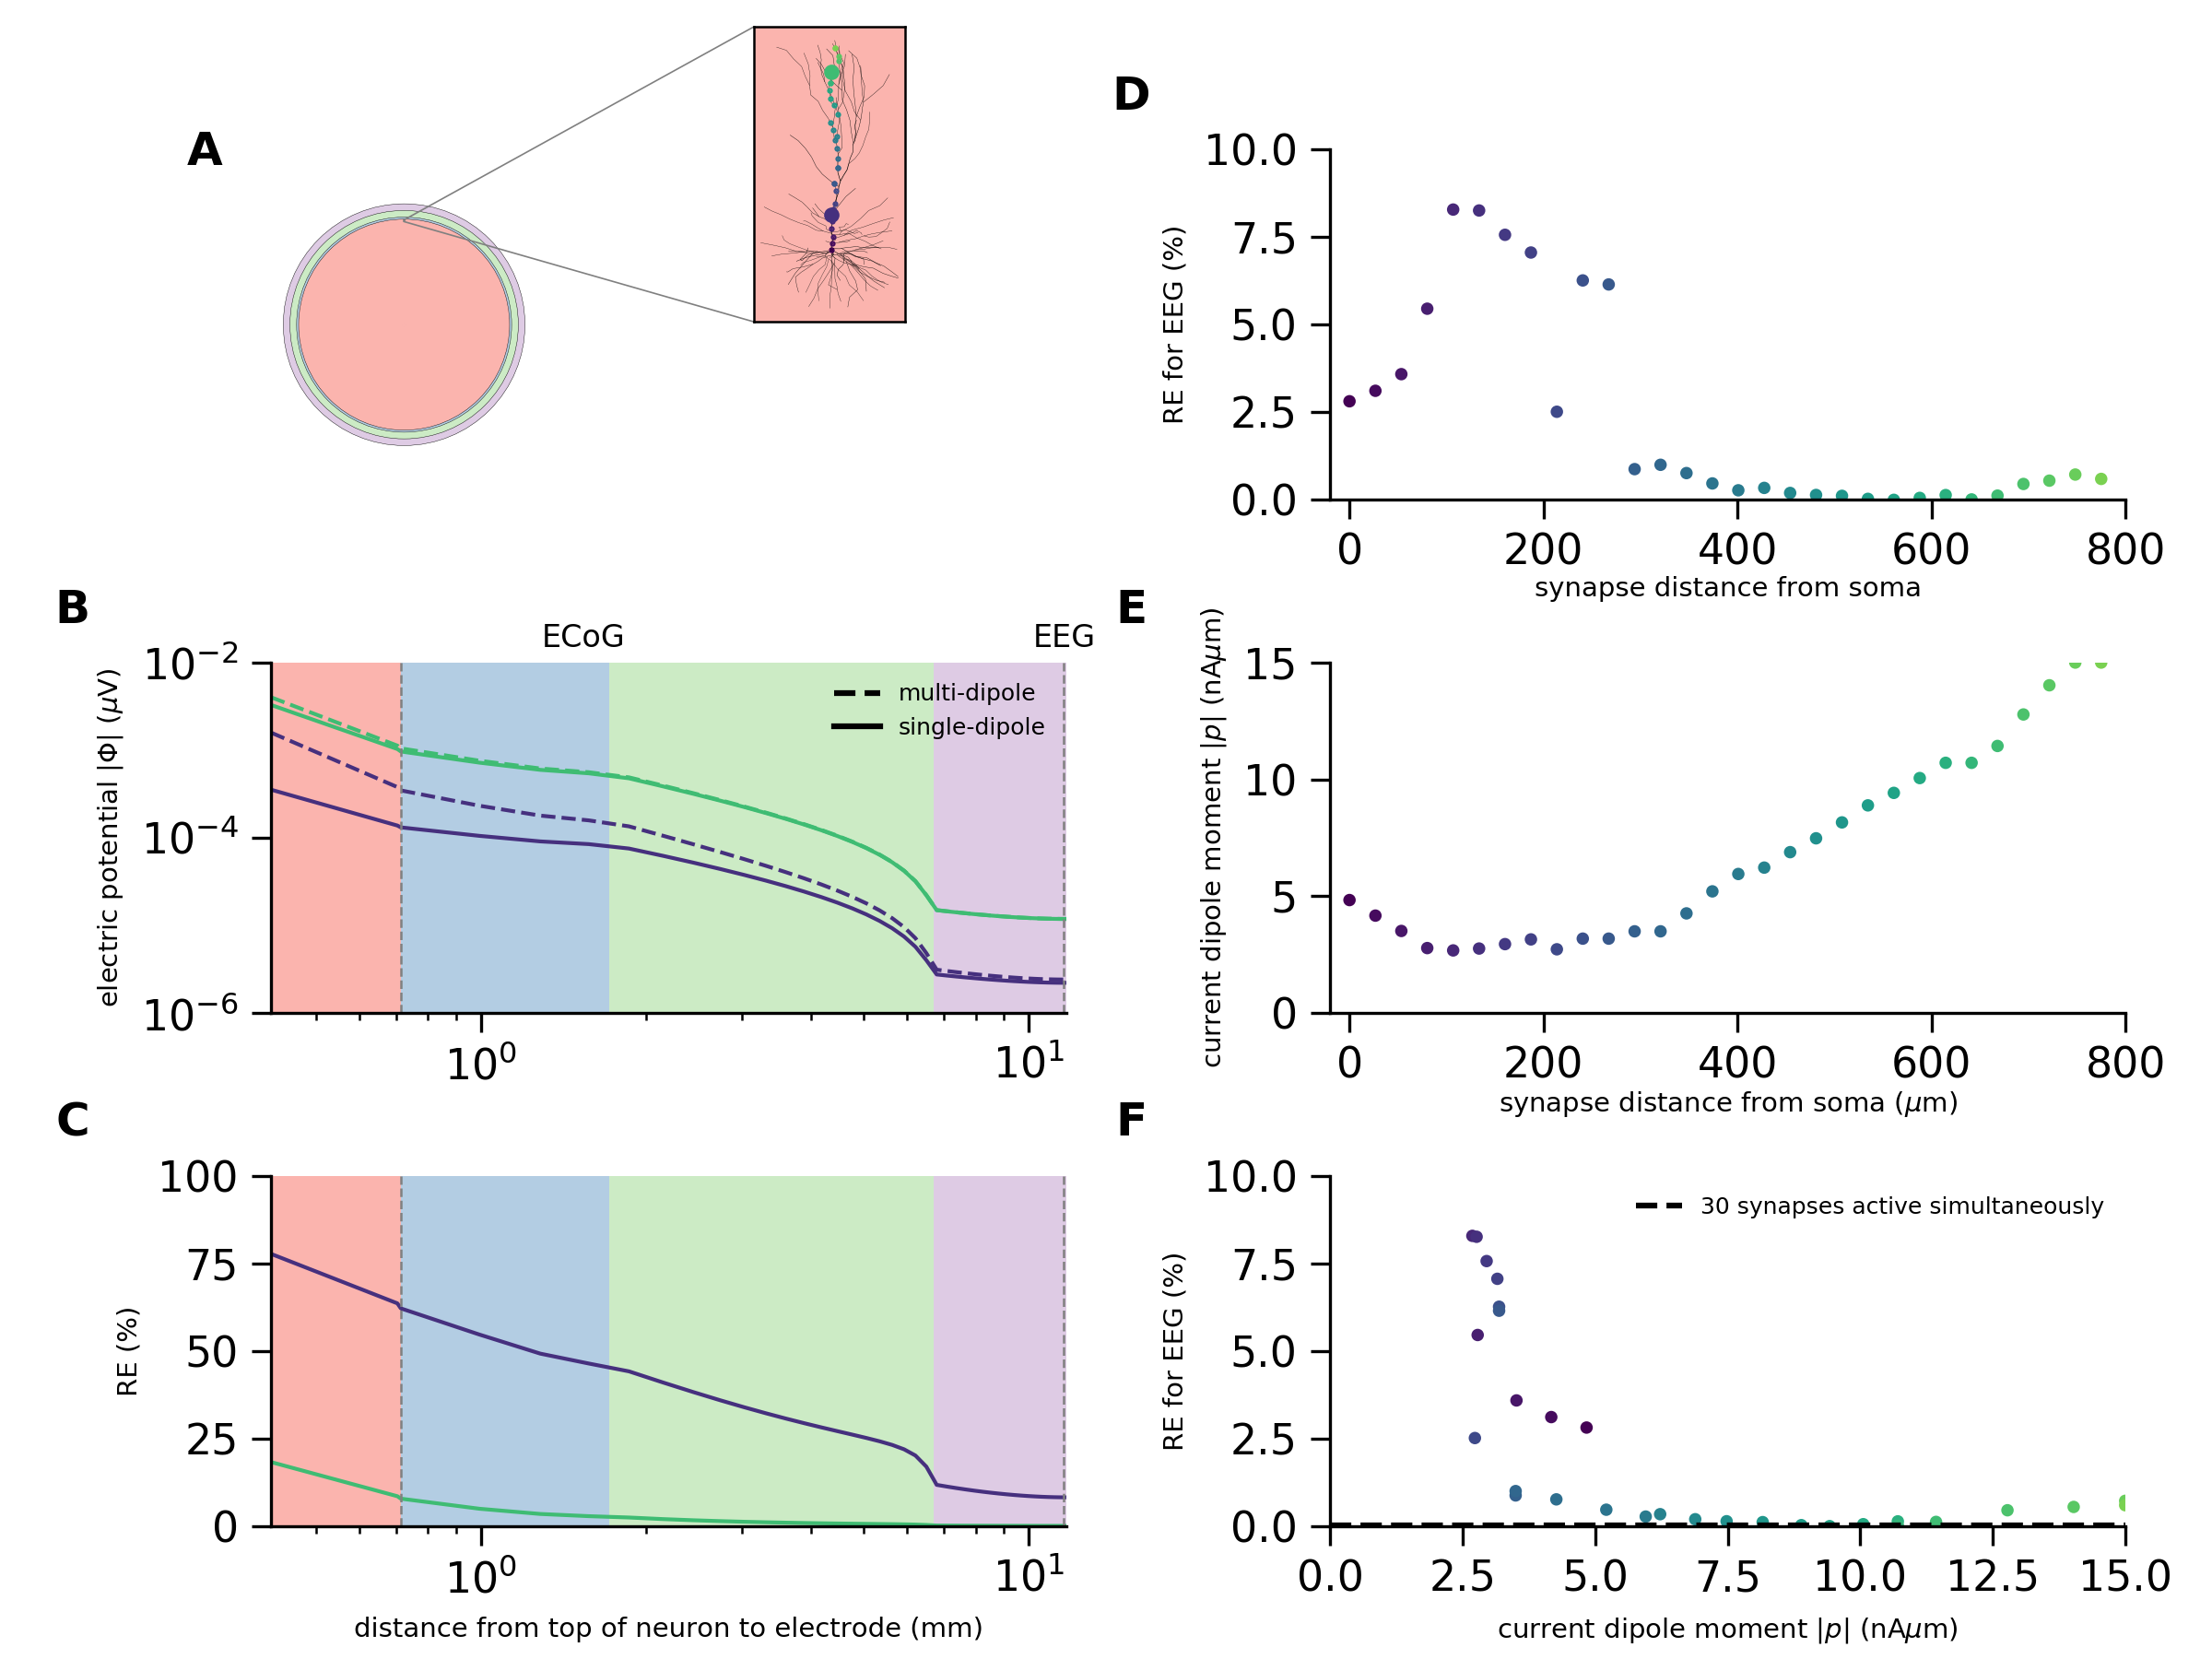 A
B
ECoG
EEG
10⁻²
10⁻⁴
10⁻⁶
electric potential |Φ| (μV)
multi-dipole
single-dipole
10⁰
10¹
C
100
75
50
25
0
RE (%)
10⁰
10¹
distance from top of neuron to electrode (mm)
D
10.0
7.5
5.0
2.5
0.0
RE for EEG (%)
0 200 400 600 800
synapse distance from soma
E
15
10
5
0
current dipole moment |p| (nAμm)
0 200 400 600 800
synapse distance from soma (μm)
F
10.0
7.5
5.0
2.5
0.0
RE for EEG (%)
30 synapses active simultaneously
0.0 2.5 5.0 7.5 10.0 12.5 15.0
current dipole moment |p| (nAμm)